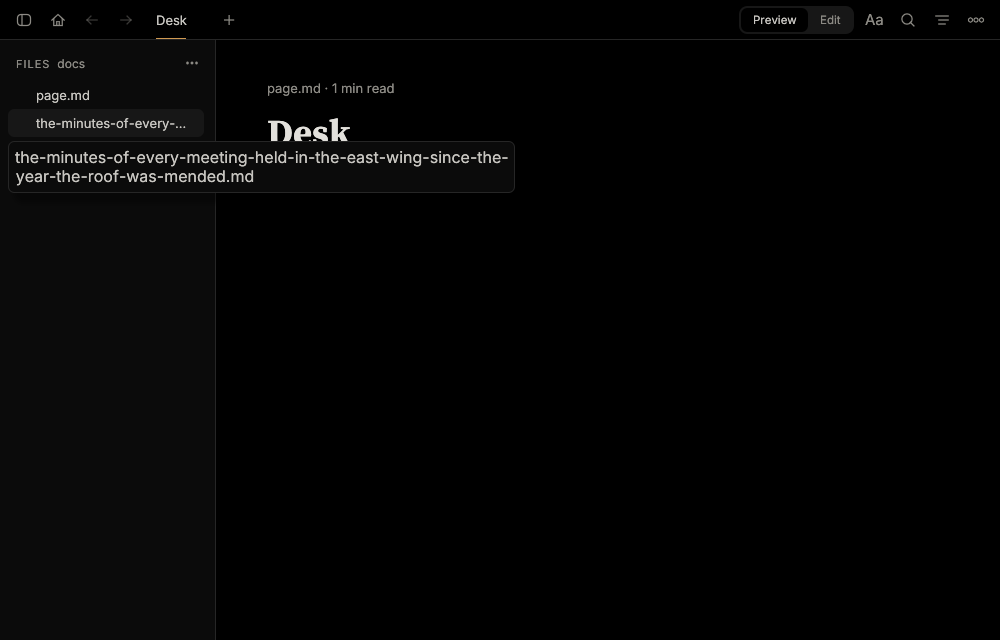 Desk
Preview Edit Aa
FILES docs
page.md
the-minutes-of-every-...
page.md · 1 min read
Desk
the-minutes-of-every-meeting-held-in-the-east-wing-since-the-
year-the-roof-was-mended.md